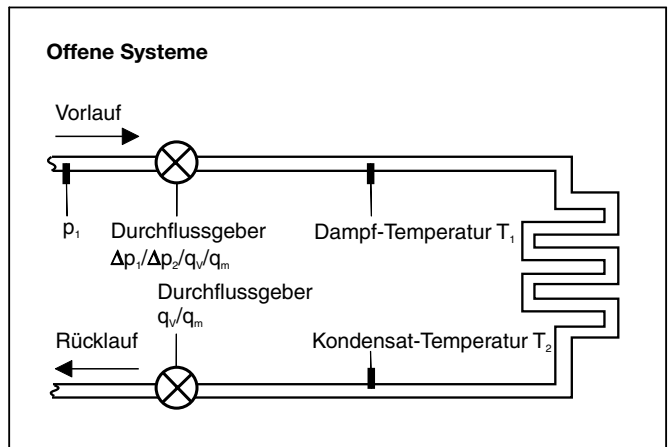 Offene Systeme
Vorlauf
p₁
Durchflussgeber
Δp₁/Δp₂/qᵥ/qₘ
Dampf-Temperatur T₁
Durchflussgeber
qᵥ/qₘ
Rücklauf
Kondensat-Temperatur T₂